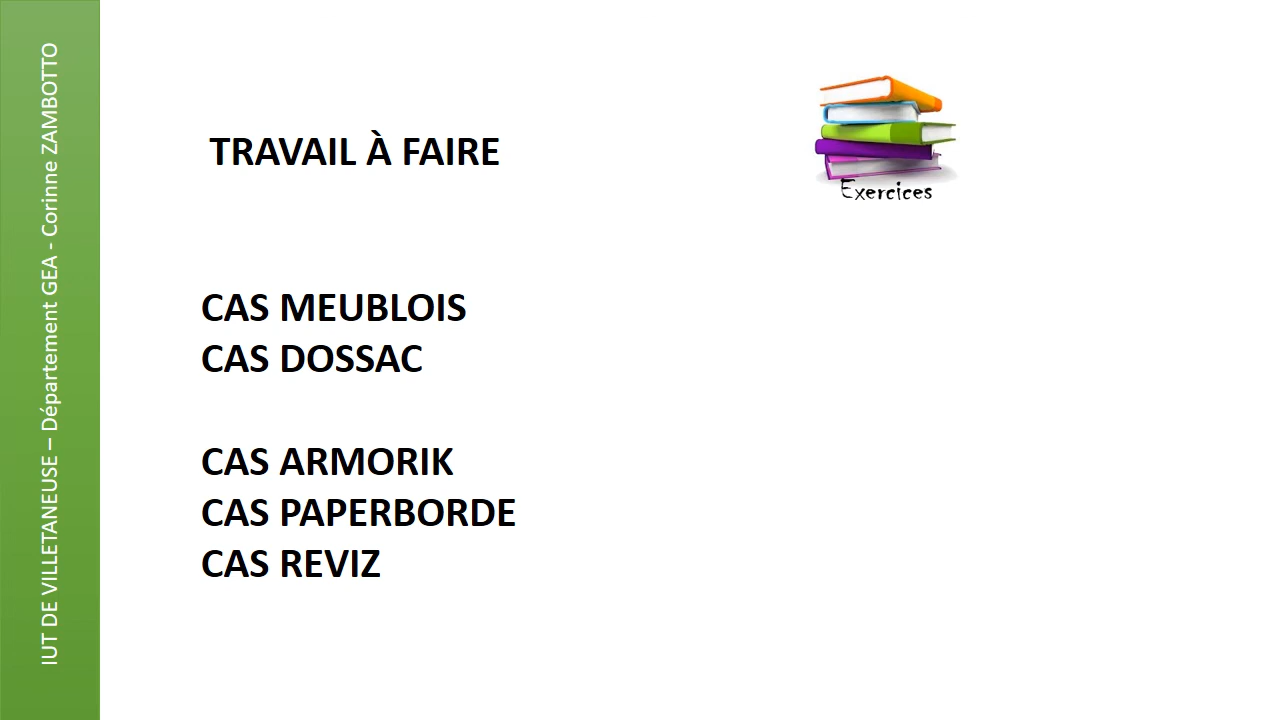 IUT DE VILLETANEUSE – Département GEA - Corinne ZAMBOTTO
TRAVAIL À FAIRE
Exercices
CAS MEUBLOIS
CAS DOSSAC
CAS ARMORIK
CAS PAPERBORDE
CAS REVIZ